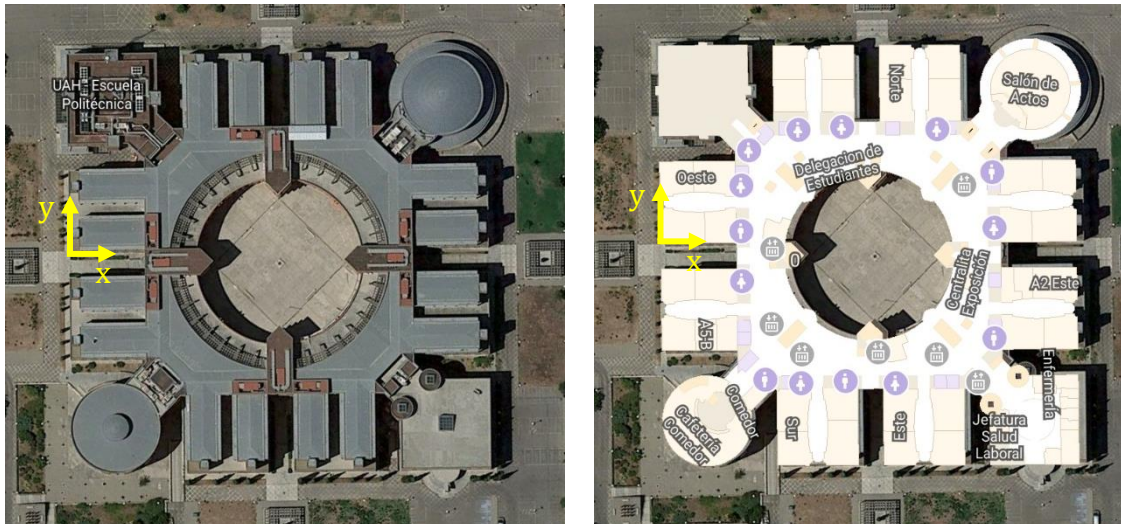 UAH - Escuela
Politécnica
y
x
Norte
Salón de
Actos
Oeste
Delegacion de
Estudiantes
y
x
0
Centralita
Exposición
A2 Este
A5-B
Comedor
Cafetería
Comedor
Sur
Este
Enfermería
Jefatura
Salud
Laboral